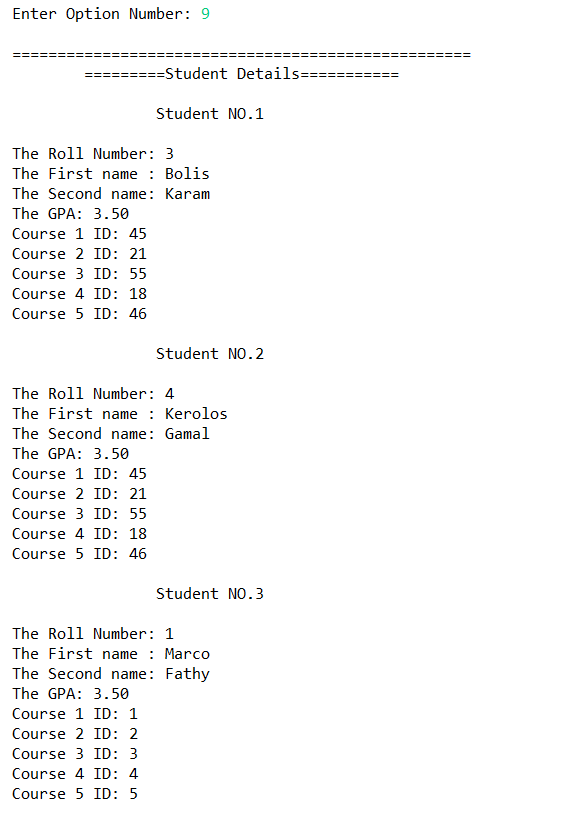 Enter Option Number: 9
===================================================
=========Student Details===========
Student NO.1
The Roll Number: 3
The First name : Bolis
The Second name: Karam
The GPA: 3.50
Course 1 ID: 45
Course 2 ID: 21
Course 3 ID: 55
Course 4 ID: 18
Course 5 ID: 46
Student NO.2
The Roll Number: 4
The First name : Kerolos
The Second name: Gamal
The GPA: 3.50
Course 1 ID: 45
Course 2 ID: 21
Course 3 ID: 55
Course 4 ID: 18
Course 5 ID: 46
Student NO.3
The Roll Number: 1
The First name : Marco
The Second name: Fathy
The GPA: 3.50
Course 1 ID: 1
Course 2 ID: 2
Course 3 ID: 3
Course 4 ID: 4
Course 5 ID: 5